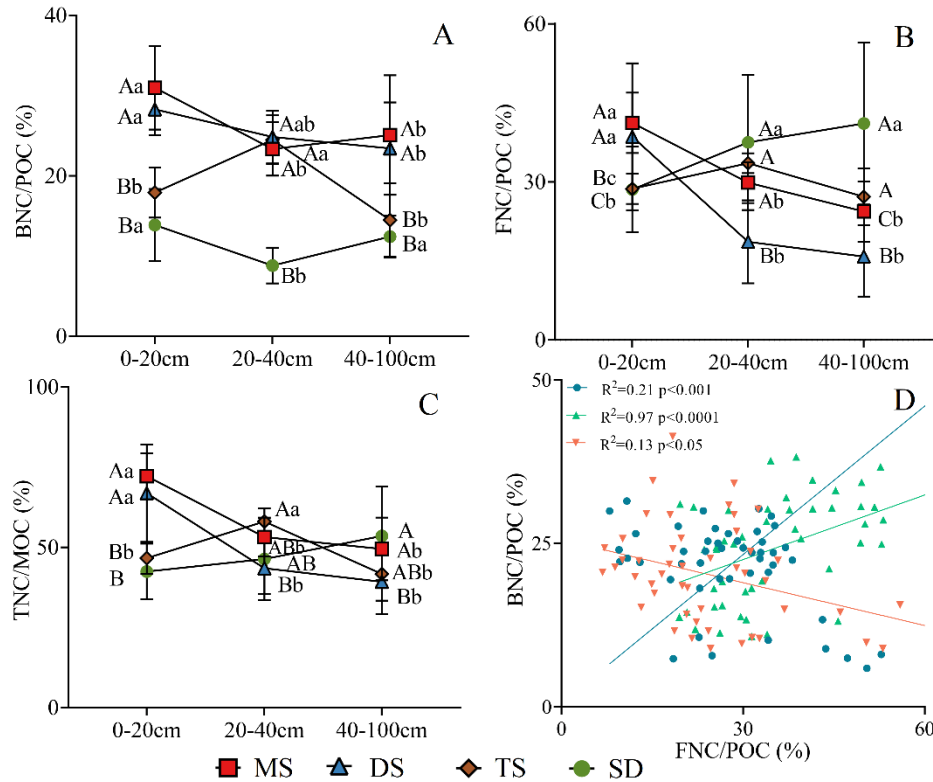 A
BNC/POC (%)
40
20
0
Aa
Aa
Bb
Ba
Aab
Aa
Ab
Bb
Ab
Ab
Bb
Ba
0-20cm
20-40cm
40-100cm
B
FNC/POC (%)
60
30
0
Aa
Aa
Bc
Cb
Aa
A
Ab
Bb
Aa
A
Cb
Bb
0-20cm
20-40cm
40-100cm
C
TNC/MOC (%)
100
50
0
Aa
Aa
Bb
B
Aa
ABb
AB
Bb
A
Ab
ABb
Bb
0-20cm
20-40cm
40-100cm
D
BNC/POC (%)
50
25
0
R²=0.21 p<0.001
R²=0.97 p<0.0001
R²=0.13 p<0.05
0
30
60
FNC/POC (%)
MS
DS
TS
SD